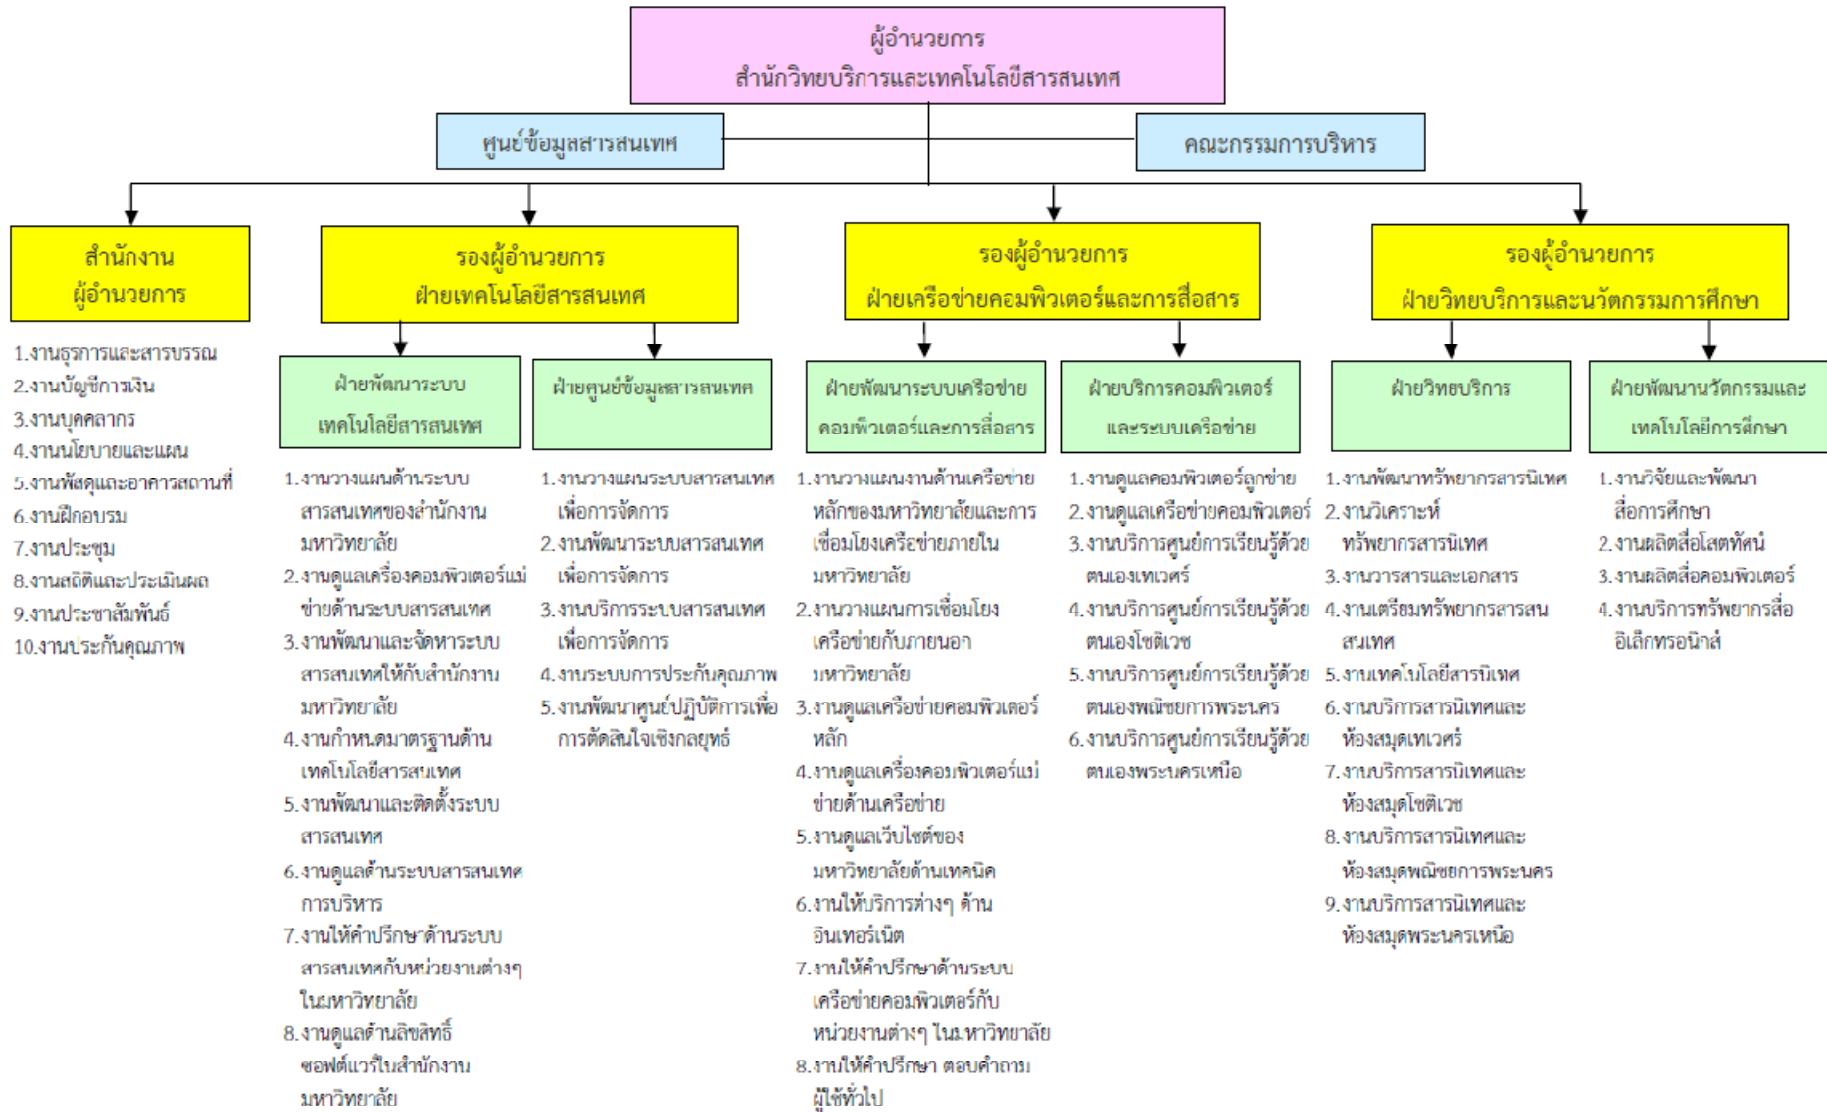 ผู้อำนวยการ
สำนักวิทยบริการและเทคโนโลยีสารสนเทศ
ศูนย์ข้อมูลสารสนเทศ
คณะกรรมการบริหาร
สำนักงาน
ผู้อำนวยการ
1.งานธุรการและสารบรรณ
2.งานบัญชีการเงิน
3.งานบุคคลากร
4.งานนโยบายและแผน
5.งานพัสดุและอาคารสถานที่
6.งานฝึกอบรม
7.งานประชุม
8.งานสถิติและประเมินผล
9.งานประชาสัมพันธ์
10.งานประกันคุณภาพ
รองผู้อำนวยการ
ฝ่ายเทคโนโลยีสารสนเทศ
ฝ่ายพัฒนาระบบ
เทคโนโลยีสารสนเทศ
1.งานวางแผนด้านระบบ
สารสนเทศของสำนักงาน
มหาวิทยาลัย
2.งานดูแลเครื่องคอมพิวเตอร์แม่
ข่ายด้านระบบสารสนเทศ
3.งานพัฒนาและจัดหาระบบ
สารสนเทศให้กับสำนักงาน
มหาวิทยาลัย
4.งานกำหนดมาตรฐานด้าน
เทคโนโลยีสารสนเทศ
5.งานพัฒนาและติดตั้งระบบ
สารสนเทศ
6.งานดูแลด้านระบบสารสนเทศ
การบริหาร
7.งานให้คำปรึกษาด้านระบบ
สารสนเทศกับหน่วยงานต่างๆ
ในมหาวิทยาลัย
8.งานดูแลด้านลิขสิทธิ์
ซอฟต์แวร์ในสำนักงาน
มหาวิทยาลัย
ฝ่ายศูนย์ข้อมูลสารสนเทศ
1.งานวางแผนระบบสารสนเทศ
เพื่อการจัดการ
2.งานพัฒนาระบบสารสนเทศ
เพื่อการจัดการ
3.งานบริการระบบสารสนเทศ
เพื่อการจัดการ
4.งานระบบการประกันคุณภาพ
5.งานพัฒนาศูนย์ปฏิบัติการเพื่อ
การตัดสินใจเชิงกลยุทธ์
รองผู้อำนวยการ
ฝ่ายเครือข่ายคอมพิวเตอร์และการสื่อสาร
ฝ่ายพัฒนาระบบเครือข่าย
คอมพิวเตอร์และการสื่อสาร
1.งานวางแผนงานด้านเครือข่าย
หลักของมหาวิทยาลัยและการ
เชื่อมโยงเครือข่ายภายใน
มหาวิทยาลัย
2.งานวางแผนการเชื่อมโยง
เครือข่ายกับภายนอก
มหาวิทยาลัย
3.งานดูแลเครือข่ายคอมพิวเตอร์
หลัก
4.งานดูแลเครื่องคอมพิวเตอร์แม่
ข่ายด้านเครือข่าย
5.งานดูแลเว็บไซต์ของ
มหาวิทยาลัยด้านเทคนิค
6.งานให้บริการต่างๆ ด้าน
อินเทอร์เน็ต
7.งานให้คำปรึกษาด้านระบบ
เครือข่ายคอมพิวเตอร์กับ
หน่วยงานต่างๆ ในมหาวิทยาลัย
8.งานให้คำปรึกษา ตอบคำถาม
ผู้ใช้ทั่วไป
ฝ่ายบริการคอมพิวเตอร์
และระบบเครือข่าย
1.งานดูแลคอมพิวเตอร์ลูกข่าย
2.งานดูแลเครือข่ายคอมพิวเตอร์
3.งานบริการศูนย์การเรียนรู้ด้วย
ตนเองเทเวศร์
4.งานบริการศูนย์การเรียนรู้ด้วย
ตนเองโชติเวช
5.งานบริการศูนย์การเรียนรู้ด้วย
ตนเองพณิชยการพระนคร
6.งานบริการศูนย์การเรียนรู้ด้วย
ตนเองพระนครเหนือ
รองผู้อำนวยการ
ฝ่ายวิทยบริการและนวัตกรรมการศึกษา
ฝ่ายวิทยบริการ
1.งานพัฒนาทรัพยากรสารนิเทศ
2.งานวิเคราะห์
ทรัพยากรสารนิเทศ
3.งานวารสารและเอกสาร
4.งานเตรียมทรัพยากรสารสน
สนเทศ
5.งานเทคโนโลยีสารนิเทศ
6.งานบริการสารนิเทศและ
ห้องสมุดเทเวศร์
7.งานบริการสารนิเทศและ
ห้องสมุดโชติเวช
8.งานบริการสารนิเทศและ
ห้องสมุดพณิชยการพระนคร
9.งานบริการสารนิเทศและ
ห้องสมุดพระนครเหนือ
ฝ่ายพัฒนานวัตกรรมและ
เทคโนโลยีการศึกษา
1.งานวิจัยและพัฒนา
สื่อการศึกษา
2.งานผลิตสื่อโสตทัศน์
3.งานผลิตสื่อคอมพิวเตอร์
4.งานบริการทรัพยากรสื่อ
อิเล็กทรอนิกส์